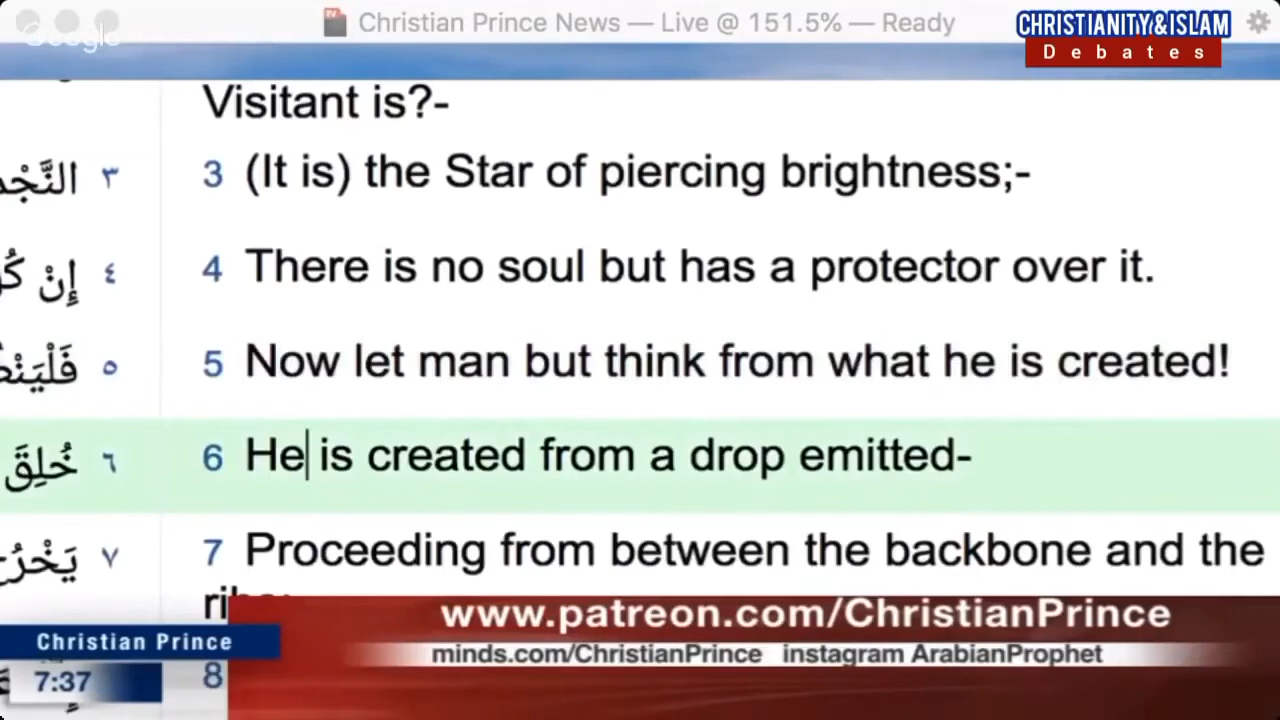 Christian Prince News — Live @ 151.5% — Ready
Google
CHRISTIANITY&ISLAM
Debates
Visitant is?-
٣ النَّجْم
3 (It is) the Star of piercing brightness;-
٤ إِنْ كُ
4 There is no soul but has a protector over it.
٥ فَلْيَنْظُ
5 Now let man but think from what he is created!
٦ خُلِقَ
6 He is created from a drop emitted-
٧ يَخْرُجُ
7 Proceeding from between the backbone and the
www.patreon.com/ChristianPrince
Christian Prince
minds.com/ChristianPrince instagram ArabianProphet
7:37
8